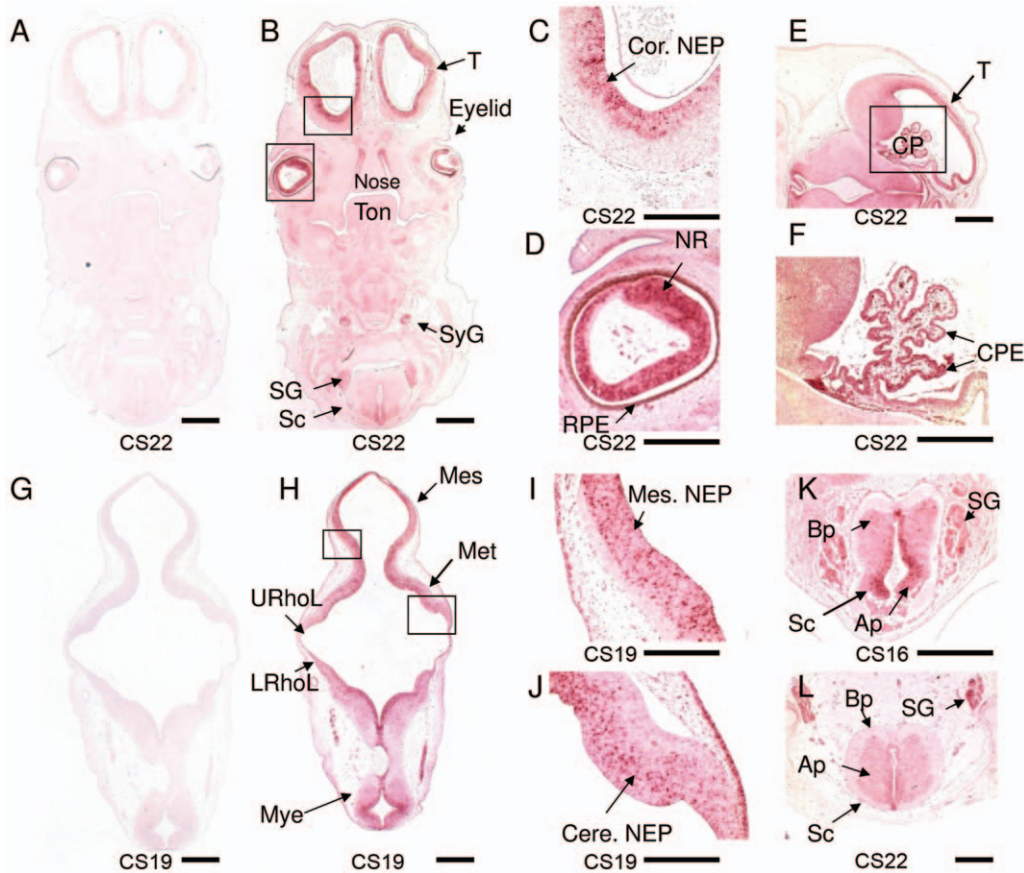 A
CS22
B
T
Eyelid
Nose
Ton
SyG
SG
Sc
CS22
C
Cor. NEP
CS22
D
NR
RPE
CS22
E
T
CP
CS22
F
CPE
CS22
G
CS19
H
Mes
Met
URhoL
LRhoL
Mye
CS19
I
Mes. NEP
CS19
J
Cere. NEP
CS19
K
Bp
SG
Sc
Ap
CS16
L
Bp
SG
Ap
Sc
CS22